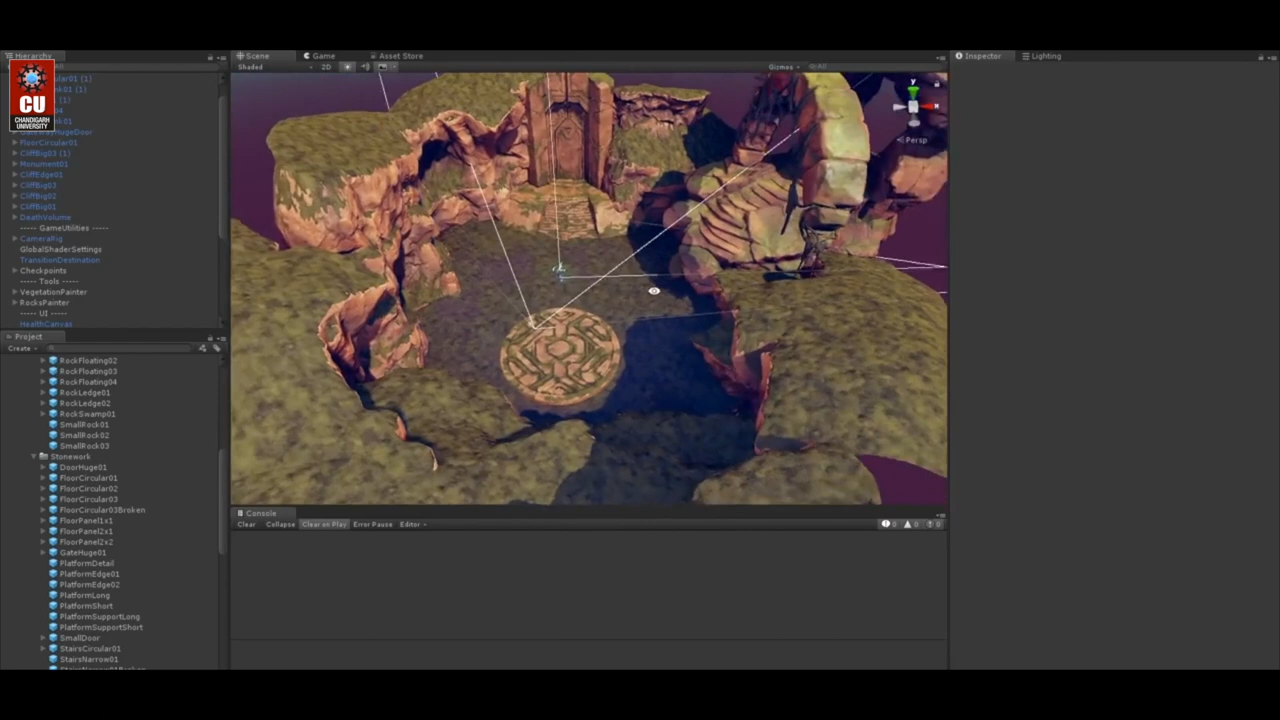 Hierarchy
Scene
Game
Asset Store
Inspector
Lighting
Shaded
2D
Gizmos
All
CU
CHANDIGARH
UNIVERSITY
FloorCircular01
CliffBig03 (1)
Monument01
CliffEdge01
CliffBig03
CliffBig02
CliffBig01
DeathVolume
----- GameUtilities -----
CameraRig
GlobalShaderSettings
TransitionDestination
Checkpoints
----- Tools -----
VegetationPainter
RocksPainter
----- UI -----
HealthCanvas
y
x
Persp
Project
Create
RockFloating02
RockFloating03
RockFloating04
RockLedge01
RockLedge02
RockSwamp01
SmallRock01
SmallRock02
SmallRock03
Stonework
DoorHuge01
FloorCircular01
FloorCircular02
FloorCircular03
FloorCircular03Broken
FloorPanel1x1
FloorPanel2x1
FloorPanel2x2
GateHuge01
PlatformDetail
PlatformEdge01
PlatformEdge02
PlatformLong
PlatformShort
PlatformSupportLong
PlatformSupportShort
SmallDoor
StairsCircular01
StairsNarrow01
Console
Clear
Collapse
Clear on Play
Error Pause
Editor
0
0
0